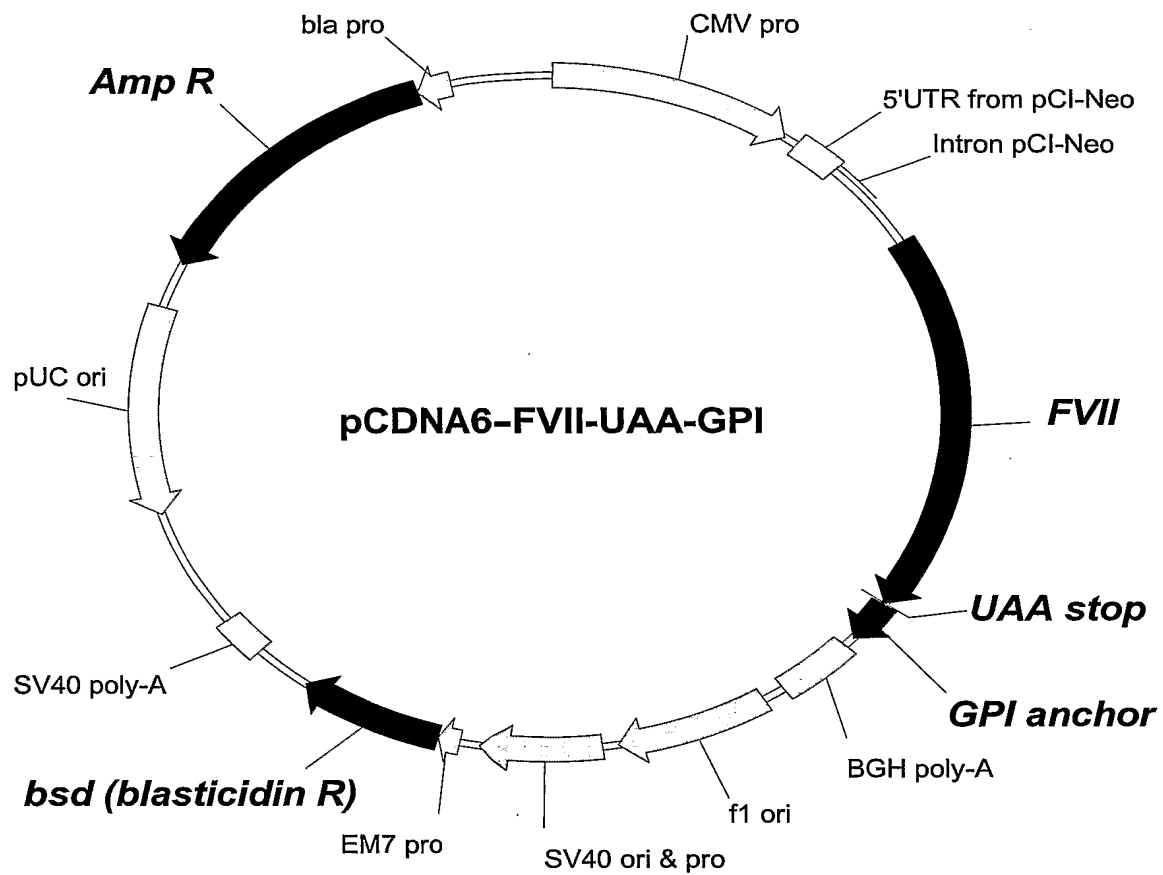 bla pro
CMV pro
Amp R
5'UTR from pCI-Neo
Intron pCI-Neo
pUC ori
pCDNA6–FVII-UAA-GPI
FVII
UAA stop
SV40 poly-A
GPI anchor
BGH poly-A
bsd (blasticidin R)
f1 ori
EM7 pro
SV40 ori & pro